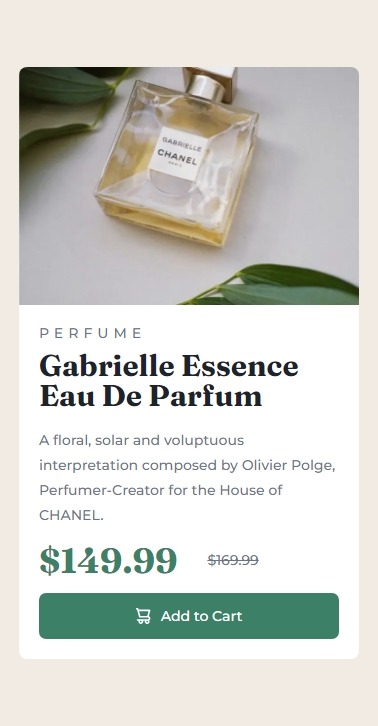 GABRIELLE
CHANEL
PARIS
PERFUME
Gabrielle Essence
Eau De Parfum
A floral, solar and voluptuous
interpretation composed by Olivier Polge,
Perfumer-Creator for the House of
CHANEL.
$149.99 $169.99
Add to Cart